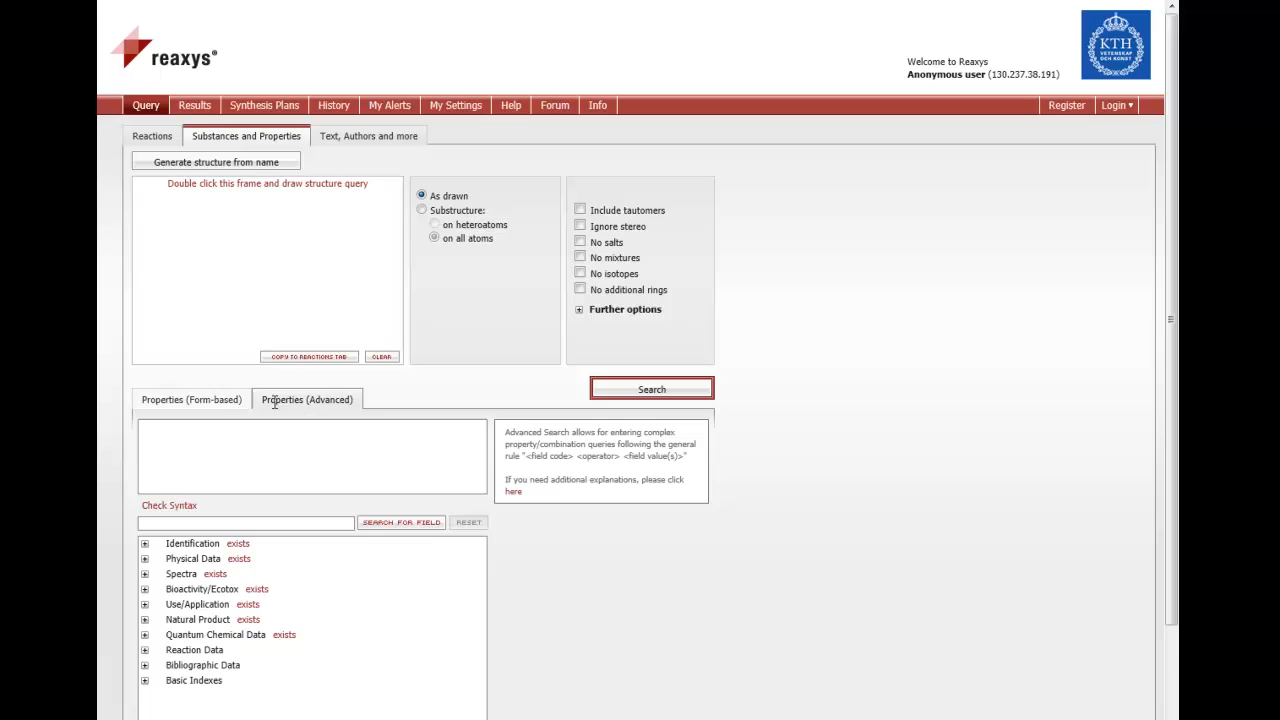 reaxys®
KTH
VETENSKAP
OCH KONST
Welcome to Reaxys
Anonymous user (130.237.38.191)
Query Results Synthesis Plans History My Alerts My Settings Help Forum Info Register Login
Reactions Substances and Properties Text, Authors and more
Generate structure from name
Double click this frame and draw structure query
COPY TO REACTIONS TAB CLEAR
As drawn
Substructure:
on heteroatoms
on all atoms
Include tautomers
Ignore stereo
No salts
No mixtures
No isotopes
No additional rings
Further options
Search
Properties (Form-based) Properties (Advanced)
Advanced Search allows for entering complex
property/combination queries following the general
rule "<field code> <operator> <field value(s)>"
If you need additional explanations, please click
here
Check Syntax
SEARCH FOR FIELD RESET
Identification exists
Physical Data exists
Spectra exists
Bioactivity/Ecotox exists
Use/Application exists
Natural Product exists
Quantum Chemical Data exists
Reaction Data
Bibliographic Data
Basic Indexes